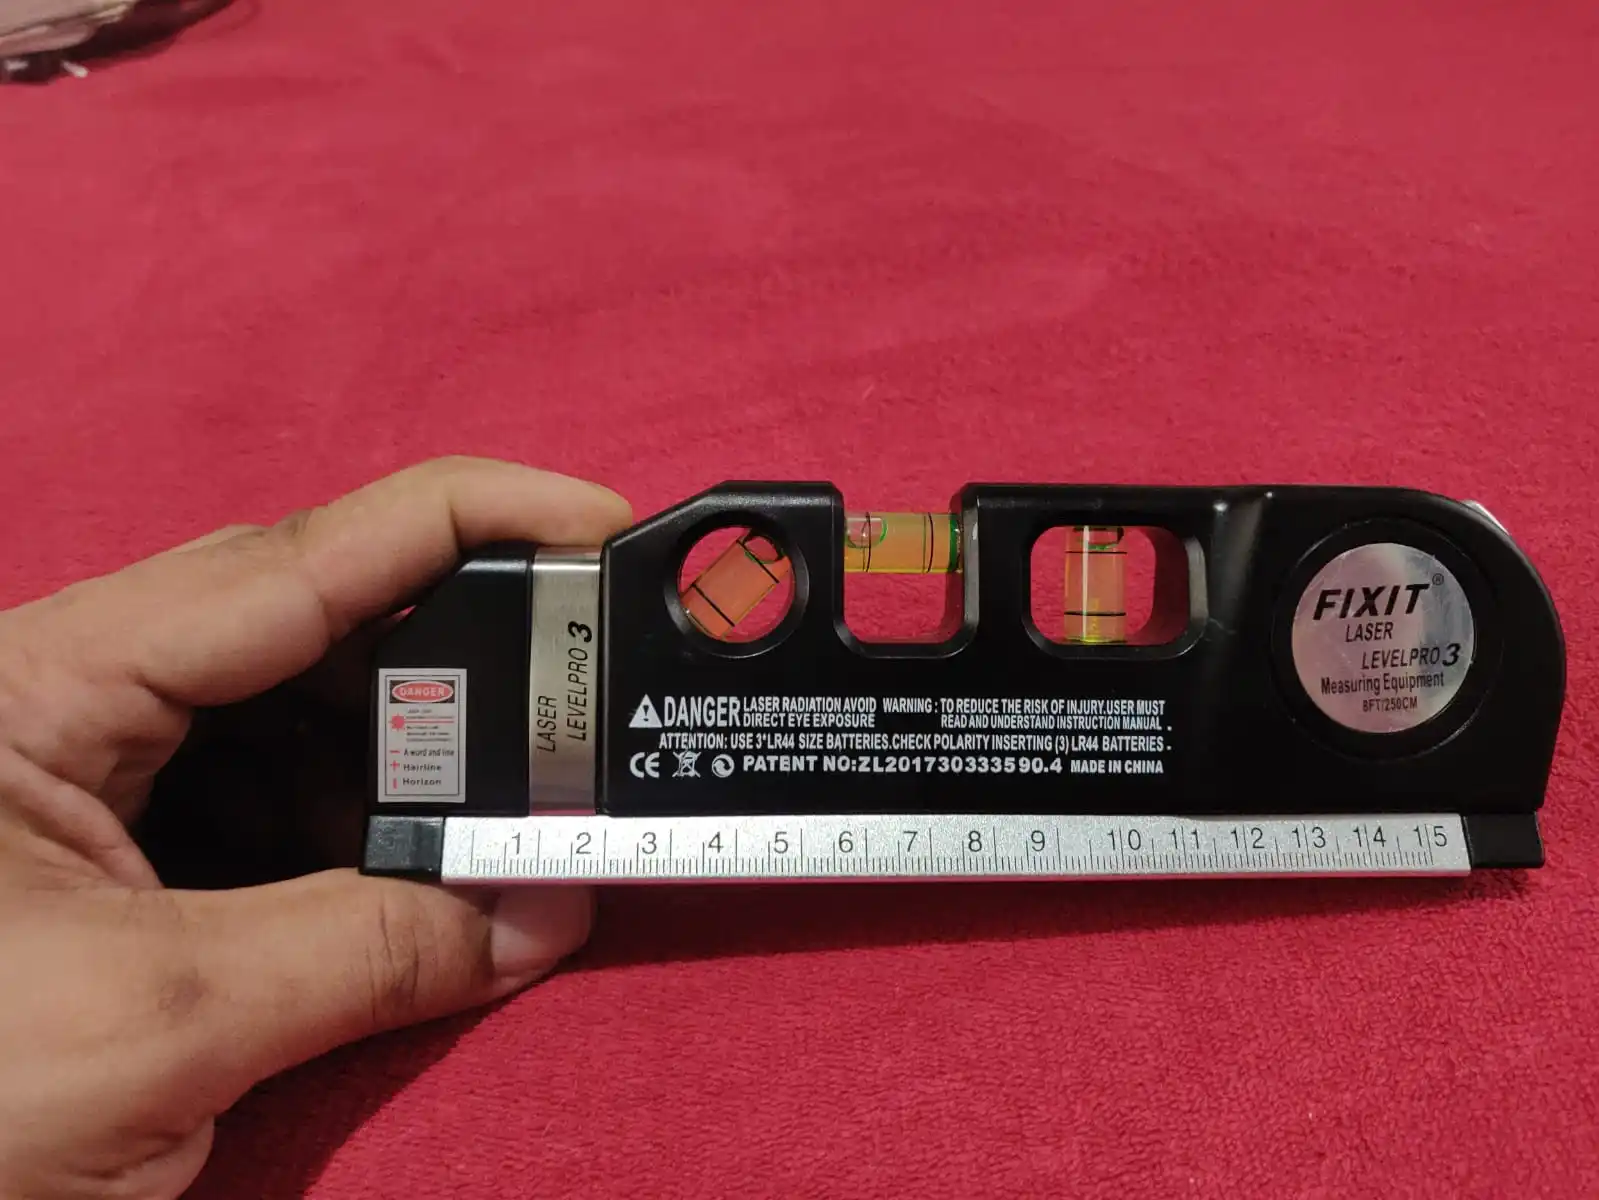 FIXIT®
LASER
LEVELPRO 3
Measuring Equipment
8FT/250CM
LASER
LEVELPRO 3
DANGER
A word and line
Hairline
Horizon
DANGER LASER RADIATION AVOID DIRECT EYE EXPOSURE
WARNING: TO REDUCE THE RISK OF INJURY.USER MUST
READ AND UNDERSTAND INSTRUCTION MANUAL .
ATTENTION: USE 3*LR44 SIZE BATTERIES.CHECK POLARITY INSERTING (3) LR44 BATTERIES.
CE PATENT NO:ZL201730333590.4 MADE IN CHINA
1 2 3 4 5 6 7 8 9 10 11 12 13 14 15